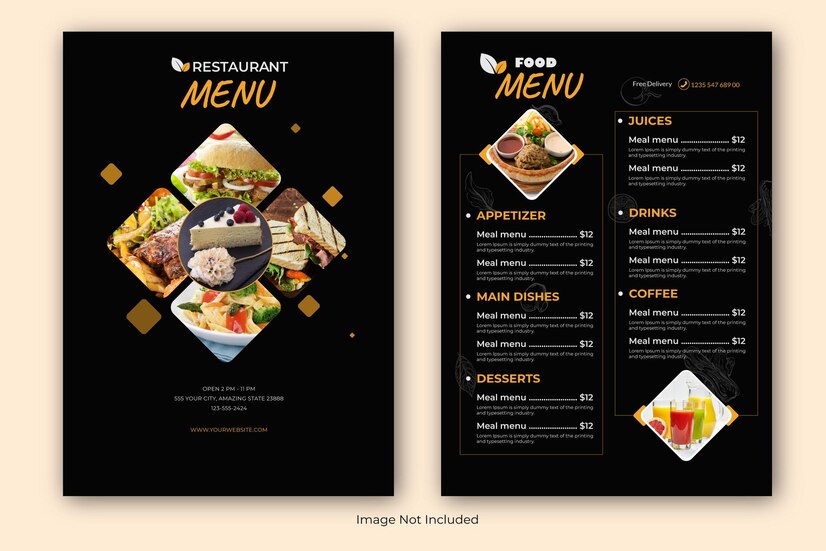 RESTAURANT
MENU
OPEN 2 PM - 11 PM
555 YOUR CITY, AMAZING STATE 23888
123-555-2424
WWW.YOURWEBSITE.COM
FOOD
MENU
Free Delivery 1235 547 689 00
APPETIZER
Meal menu ........................ $12
Lorem Ipsum is simply dummy text of the printing
and typesetting industry.
Meal menu ........................ $12
Lorem Ipsum is simply dummy text of the printing
and typesetting industry.
MAIN DISHES
Meal menu ........................ $12
Lorem Ipsum is simply dummy text of the printing
and typesetting industry.
Meal menu ........................ $12
Lorem Ipsum is simply dummy text of the printing
and typesetting industry.
DESSERTS
Meal menu ........................ $12
Lorem Ipsum is simply dummy text of the printing
and typesetting industry.
Meal menu ........................ $12
Lorem Ipsum is simply dummy text of the printing
and typesetting industry.
JUICES
Meal menu ........................ $12
Lorem Ipsum is simply dummy text of the printing
and typesetting industry.
Meal menu ........................ $12
Lorem Ipsum is simply dummy text of the printing
and typesetting industry.
DRINKS
Meal menu ........................ $12
Lorem Ipsum is simply dummy text of the printing
and typesetting industry.
Meal menu ........................ $12
Lorem Ipsum is simply dummy text of the printing
and typesetting industry.
COFFEE
Meal menu ........................ $12
Lorem Ipsum is simply dummy text of the printing
and typesetting industry.
Meal menu ........................ $12
Lorem Ipsum is simply dummy text of the printing
and typesetting industry.
Image Not Included